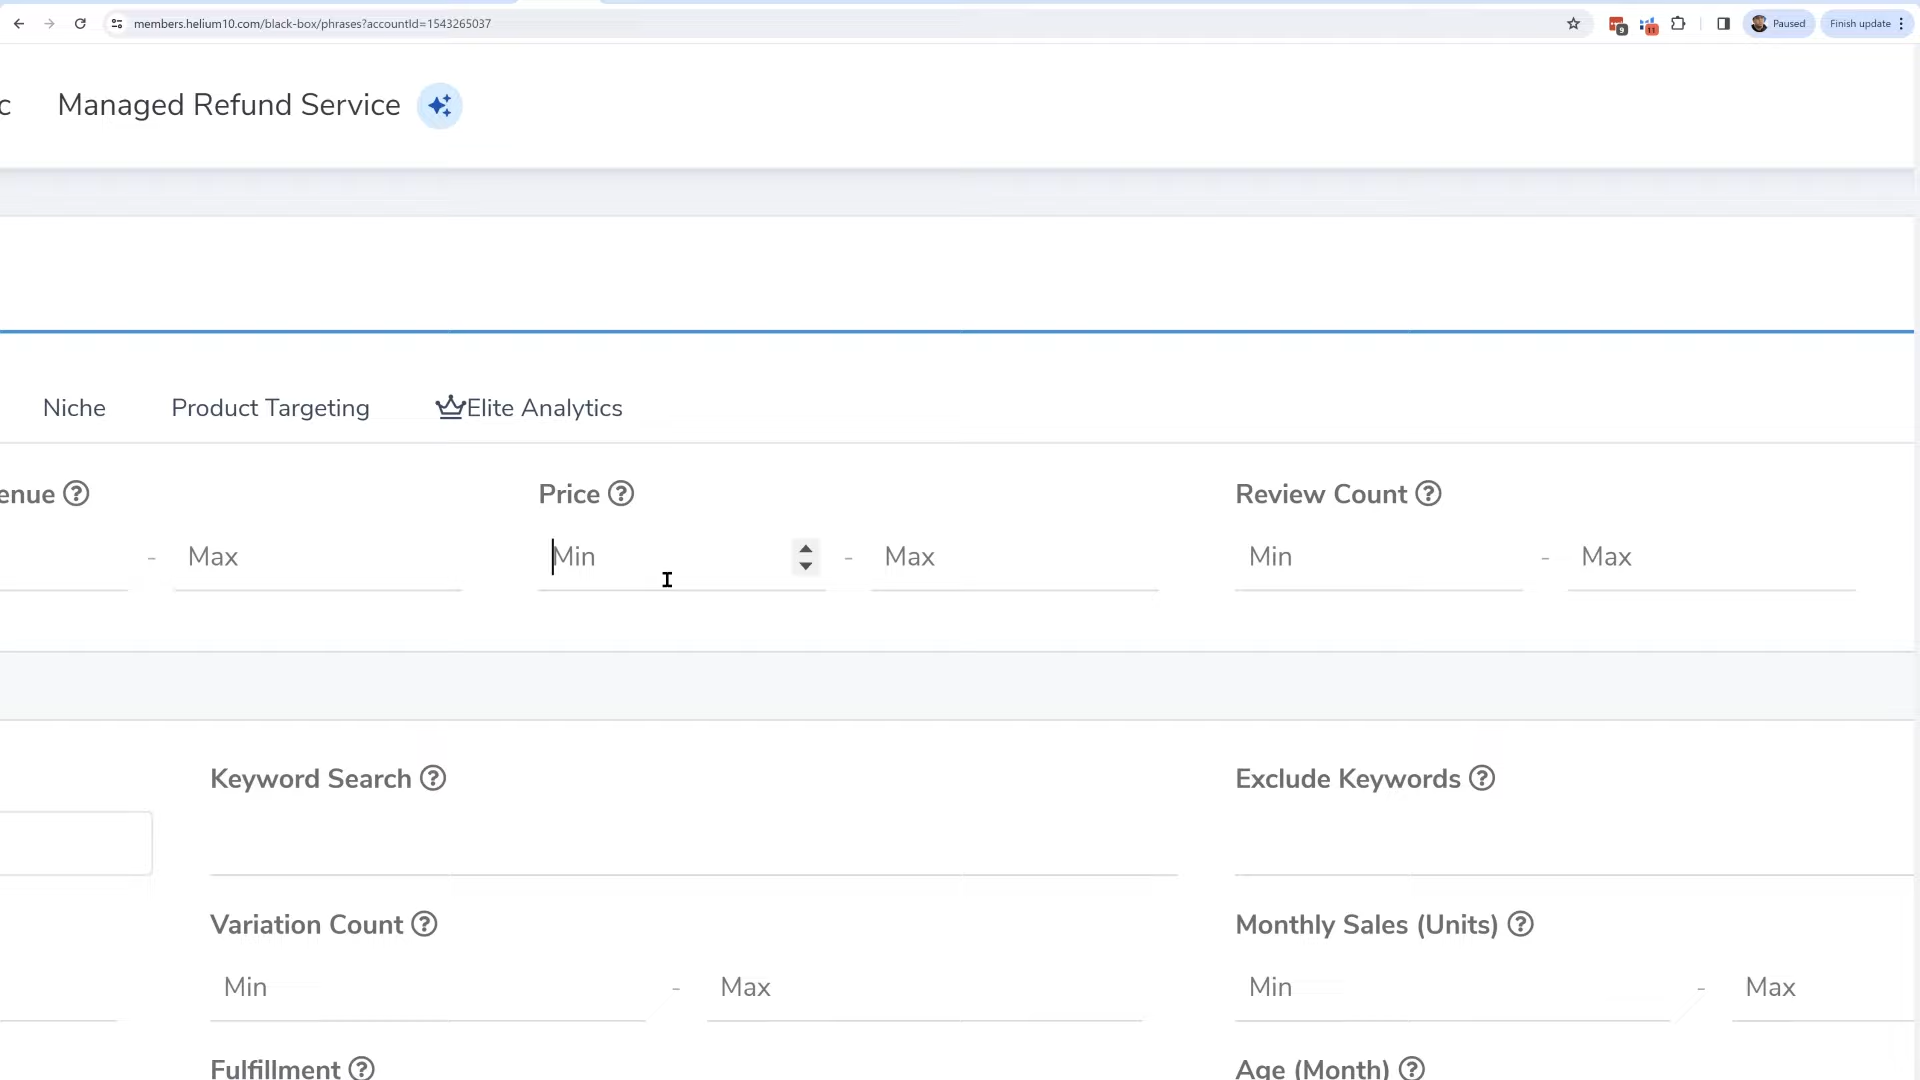 members.helium10.com/black-box/phrases?accountId=1543265037
9
11
Paused
Finish update
c Managed Refund Service
Niche Product Targeting Elite Analytics
enue Price Review Count
- Max Min - Max Min - Max
Keyword Search Exclude Keywords
Variation Count Monthly Sales (Units)
Min - Max Min - Max
Fulfillment Age (Month)